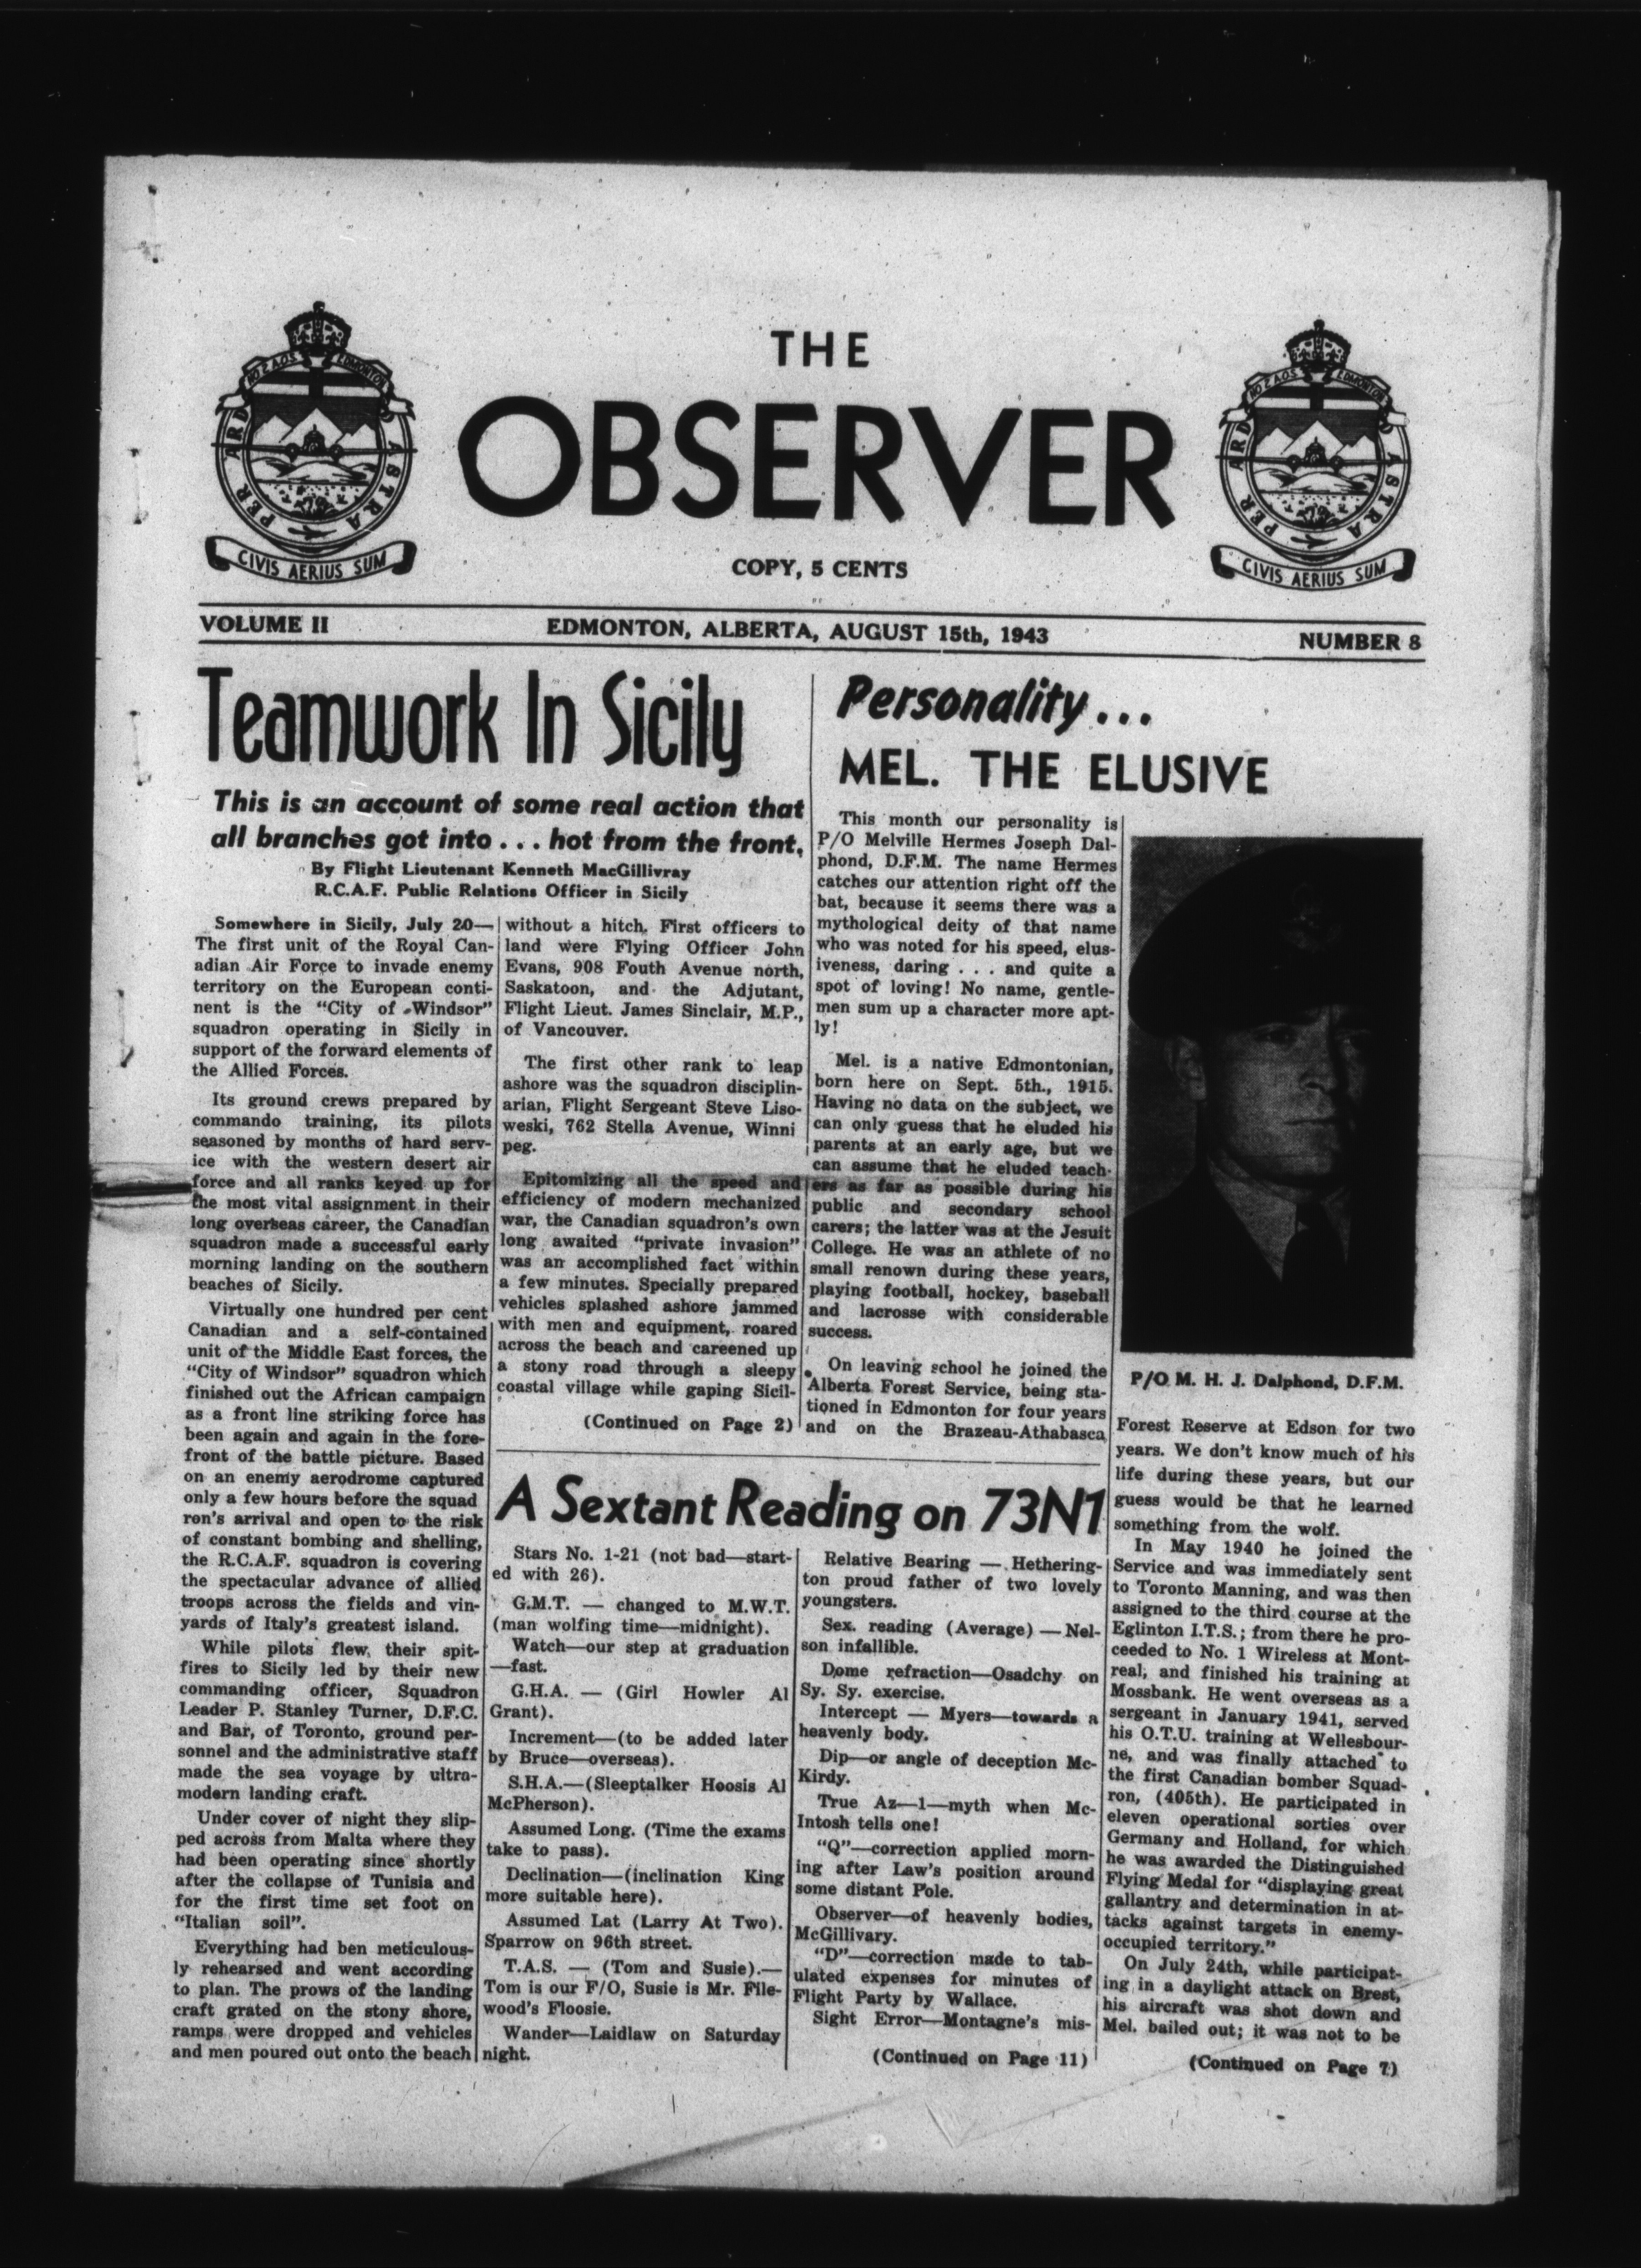 THE
OBSERVER
NO 2 A.O.S. EDMONTON
PER ARDUA ASTRA
CIVIS AERIUS SUM
NO 2 A.O.S. EDMONTON
PER ARDUA ASTRA
CIVIS AERIUS SUM
COPY, 5 CENTS
VOLUME II EDMONTON, ALBERTA, AUGUST 15th, 1943 NUMBER 8
Teamwork In Sicily
This is an account of some real action that
all branches got into . . . hot from the front,
By Flight Lieutenant Kenneth MacGillivray
R.C.A.F. Public Relations Officer in Sicily
Somewhere in Sicily, July 20—
The first unit of the Royal Can-
adian Air Force to invade enemy
territory on the European conti-
nent is the "City of Windsor"
squadron operating in Sicily in
support of the forward elements of
the Allied Forces.
Its ground crews prepared by
commando training, its pilots
seasoned by months of hard serv-
ice with the western desert air
force and all ranks keyed up for
the most vital assignment in their
long overseas career, the Canadian
squadron made a successful early
morning landing on the southern
beaches of Sicily.
Virtually one hundred per cent
Canadian and a self-contained
unit of the Middle East forces, the
"City of Windsor" squadron which
finished out the African campaign
as a front line striking force has
been again and again in the fore-
front of the battle picture. Based
on an enemy aerodrome captured
only a few hours before the squad
ron's arrival and open to the risk
of constant bombing and shelling,
the R.C.A.F. squadron is covering
the spectacular advance of allied
troops across the fields and vin-
yards of Italy's greatest island.
While pilots flew their spit-
fires to Sicily led by their new
commanding officer, Squadron
Leader P. Stanley Turner, D.F.C.
and Bar, of Toronto, ground per-
sonnel and the administrative staff
made the sea voyage by ultra-
modern landing craft.
Under cover of night they slip-
ped across from Malta where they
had been operating since shortly
after the collapse of Tunisia and
for the first time set foot on
"Italian soil".
Everything had ben meticulous-
ly rehearsed and went according
to plan. The prows of the landing
craft grated on the stony shore,
ramps were dropped and vehicles
and men poured out onto the beach
without a hitch. First officers to
land were Flying Officer John
Evans, 908 Fouth Avenue north,
Saskatoon, and the Adjutant,
Flight Lieut. James Sinclair, M.P.,
of Vancouver.
The first other rank to leap
ashore was the squadron disciplin-
arian, Flight Sergeant Steve Liso-
weski, 762 Stella Avenue, Winni
peg.
Epitomizing all the speed and
efficiency of modern mechanized
war, the Canadian squadron's own
long awaited "private invasion"
was an accomplished fact within
a few minutes. Specially prepared
vehicles splashed ashore jammed
with men and equipment, roared
across the beach and careened up
a stony road through a sleepy
coastal village while gaping Sicil-
(Continued on Page 2)
Personality . . .
MEL. THE ELUSIVE
This month our personality is
P/O Melville Hermes Joseph Dal-
phond, D.F.M. The name Hermes
catches our attention right off the
bat, because it seems there was a
mythological deity of that name
who was noted for his speed, elus-
iveness, daring . . . and quite a
spot of loving! No name, gentle-
men sum up a character more apt-
ly!
Mel. is a native Edmontonian,
born here on Sept. 5th., 1915.
Having no data on the subject, we
can only guess that he eluded his
parents at an early age, but we
can assume that he eluded teach-
ers as far as possible during his
public and secondary school
carers; the latter was at the Jesuit
College. He was an athlete of no
small renown during these years,
playing football, hockey, baseball
and lacrosse with considerable
success.
On leaving school he joined the
Alberta Forest Service, being sta-
tioned in Edmonton for four years
and on the Brazeau-Athabasca
P/O M. H. J. Dalphond, D.F.M.
Forest Reserve at Edson for two
years. We don't know much of his
life during these years, but our
guess would be that he learned
something from the wolf.
In May 1940 he joined the
Service and was immediately sent
to Toronto Manning, and was then
assigned to the third course at the
Eglinton I.T.S.; from there he pro-
ceeded to No. 1 Wireless at Mont-
real, and finished his training at
Mossbank. He went overseas as a
sergeant in January 1941, served
his O.T.U. training at Wellesbour-
ne, and was finally attached to
the first Canadian bomber Squad-
ron, (405th). He participated in
eleven operational sorties over
Germany and Holland, for which
he was awarded the Distinguished
Flying Medal for "displaying great
gallantry and determination in at-
tacks against targets in enemy-
occupied territory."
On July 24th, while participat-
ing in a daylight attack on Brest,
his aircraft was shot down and
Mel. bailed out; it was not to be
(Continued on Page 7)
A Sextant Reading on 73N1
Stars No. 1-21 (not bad—start-
ed with 26).
G.M.T. — changed to M.W.T.
(man wolfing time—midnight).
Watch—our step at graduation
—fast.
G.H.A. — (Girl Howler Al
Grant).
Increment—(to be added later
by Bruce—overseas).
S.H.A.—(Sleeptalker Hoosis Al
McPherson).
Assumed Long. (Time the exams
take to pass).
Declination—(inclination King
more suitable here).
Assumed Lat (Larry At Two).
Sparrow on 96th street.
T.A.S. — (Tom and Susie).—
Tom is our F/O, Susie is Mr. File-
wood's Floosie.
Wander—Laidlaw on Saturday
night.
Relative Bearing — Hethering-
ton proud father of two lovely
youngsters.
Sex. reading (Average) — Nel-
son infallible.
Dome refraction—Osadchy on
Sy. Sy. exercise.
Intercept — Myers—towards a
heavenly body.
Dip—or angle of deception Mc-
Kirdy.
True Az—1—myth when Mc-
Intosh tells one!
"Q"—correction applied morn-
ing after Law's position around
some distant Pole.
Observer—of heavenly bodies,
McGillivary.
"D"—correction made to tab-
ulated expenses for minutes of
Flight Party by Wallace.
Sight Error—Montagne's mis-
(Continued on Page 11)